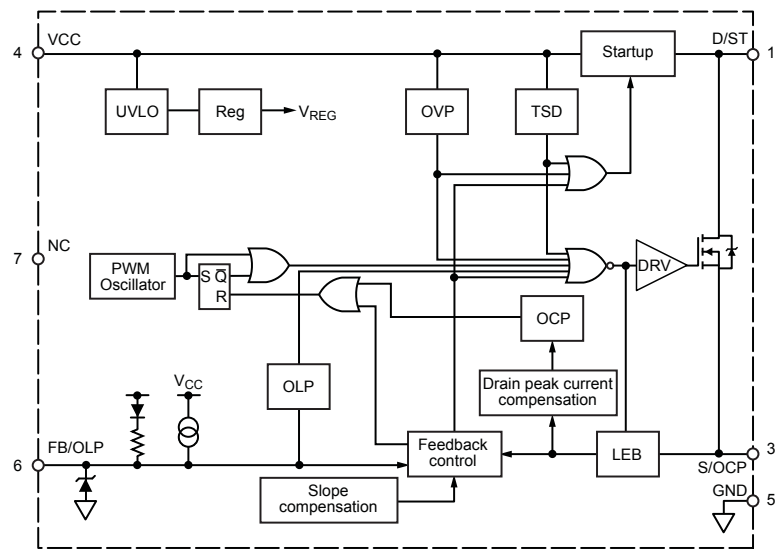 VCC
4
D/ST
1
Startup
UVLO
Reg
VREG
OVP
TSD
NC
7
PWM
Oscillator
S Q̅
R
DRV
OCP
Drain peak current
compensation
OLP
VCC
FB/OLP
6
Feedback
control
LEB
3
S/OCP
GND
5
Slope
compensation